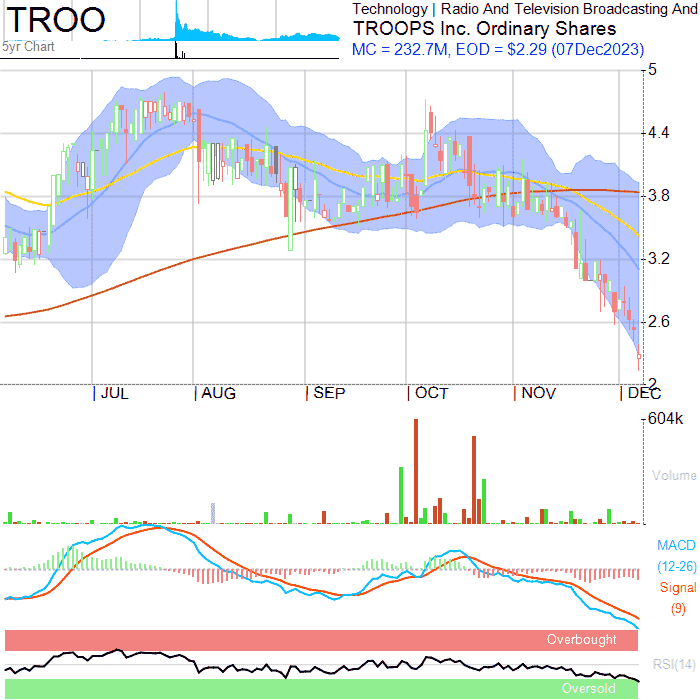 TROO
5yr Chart
Technology | Radio And Television Broadcasting And
TROOPS Inc. Ordinary Shares
MC = 232.7M, EOD = $2.29 (07Dec2023)
5
4.4
3.8
3.2
2.6
2
JUL AUG SEP OCT NOV DEC
604k
Volume
MACD
(12-26)
Signal
(9)
Overbought
RSI(14)
Oversold